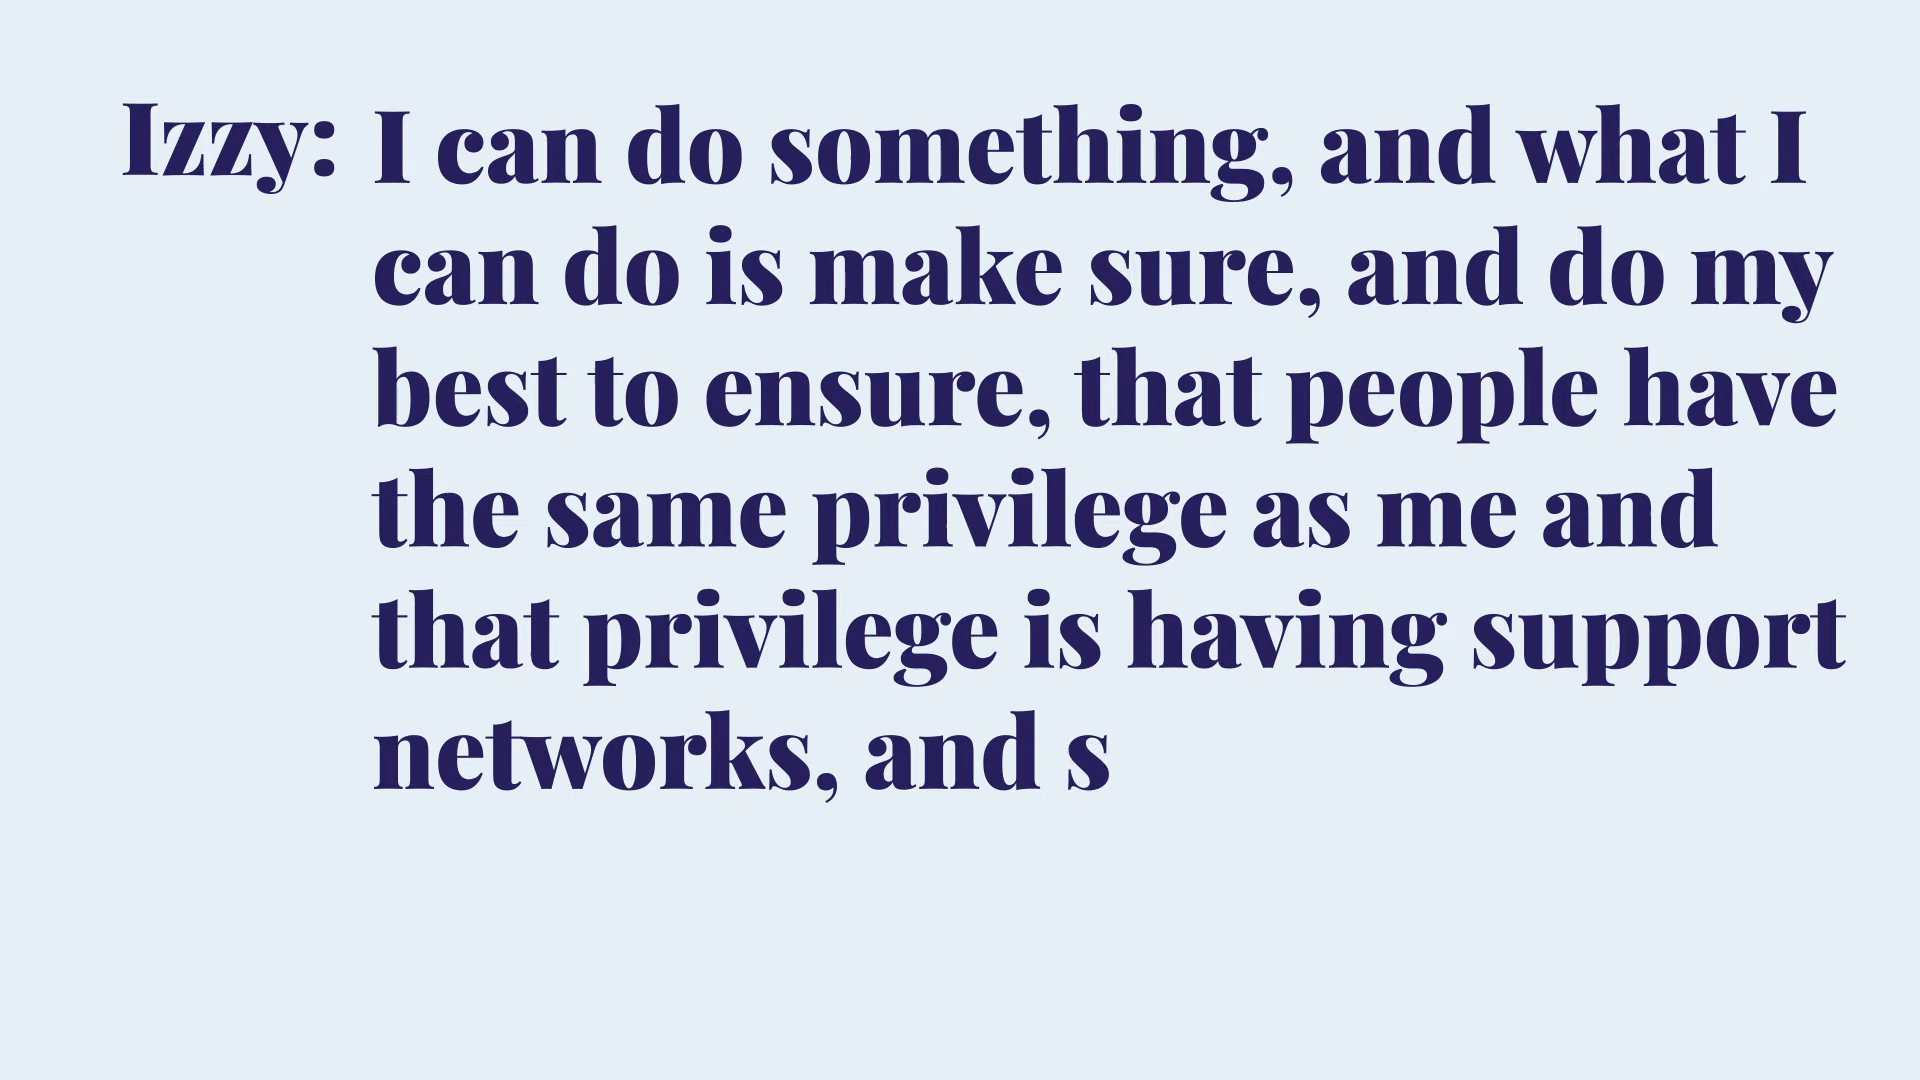 Izzy: I can do something, and what I
can do is make sure, and do my
best to ensure, that people have
the same privilege as me and
that privilege is having support
networks, and s